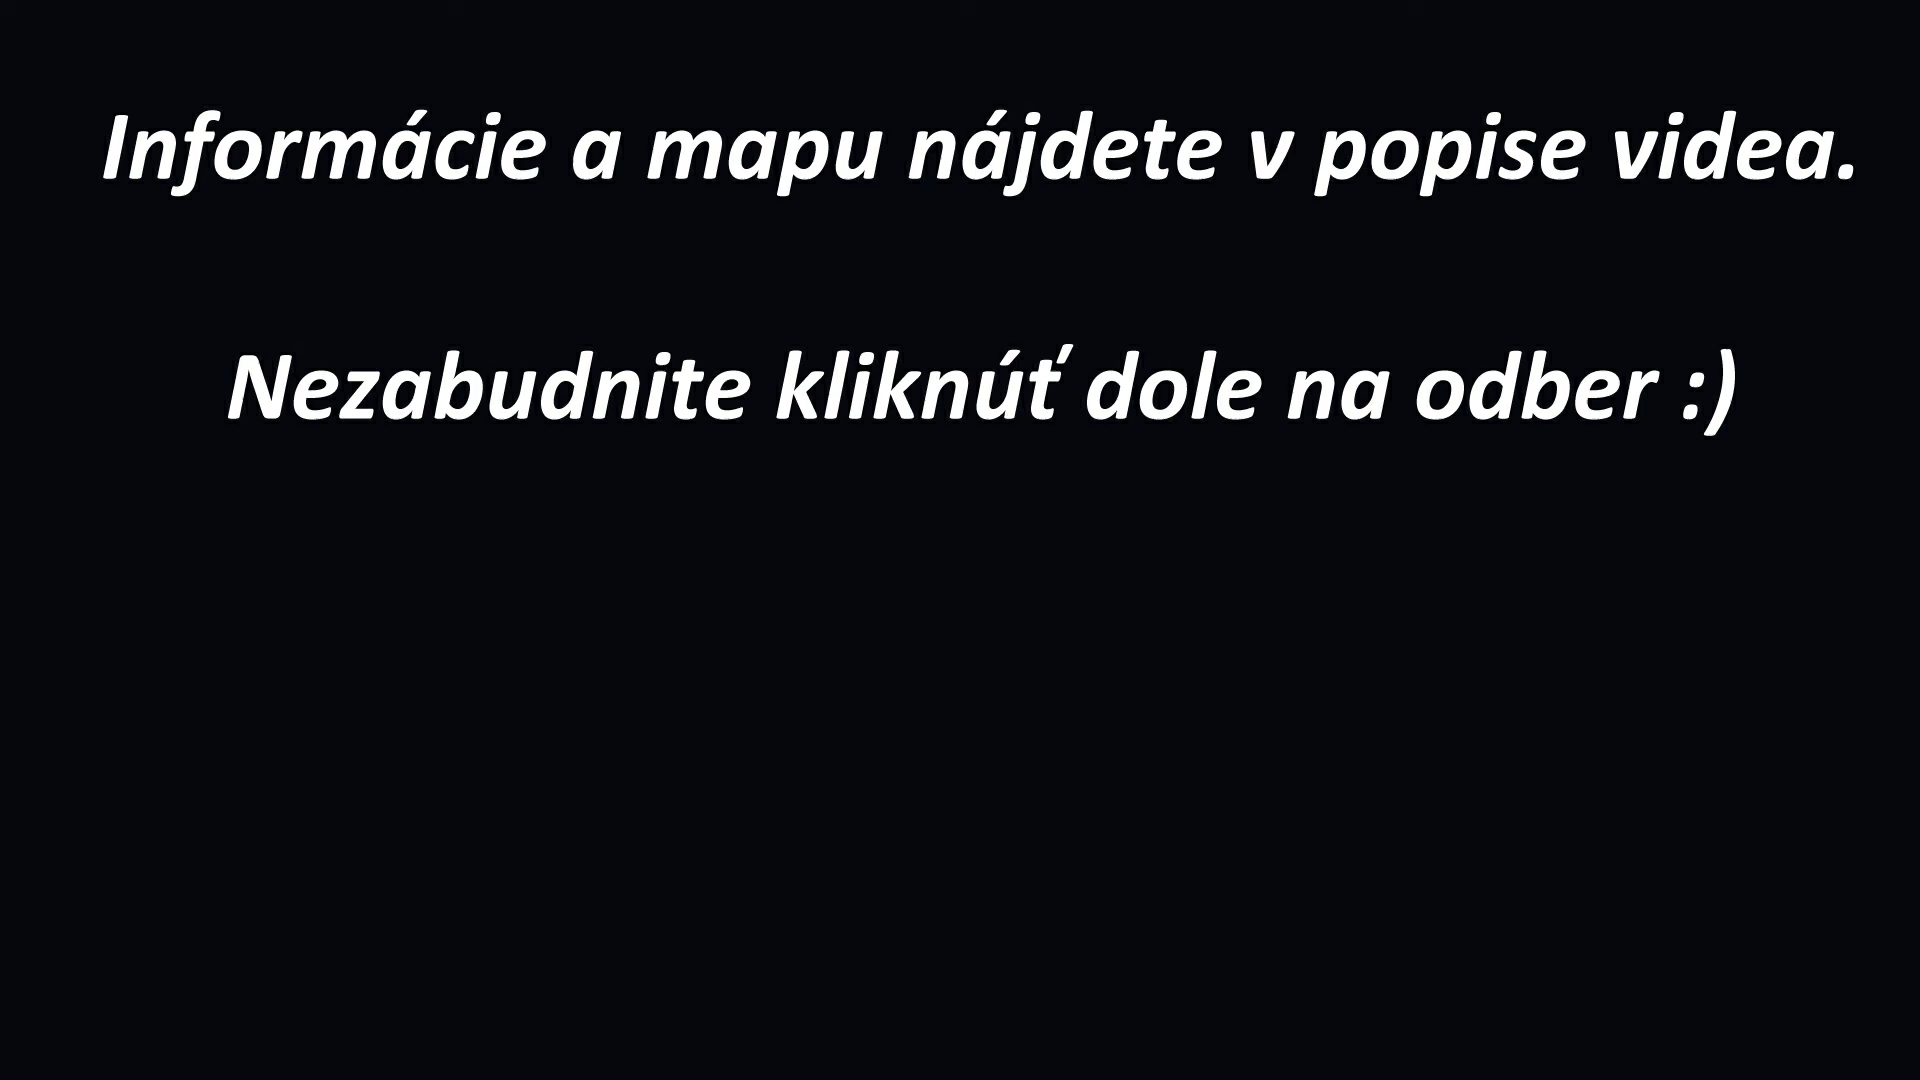 Informácie a mapu nájdete v popise videa.
Nezabudnite kliknúť dole na odber :)